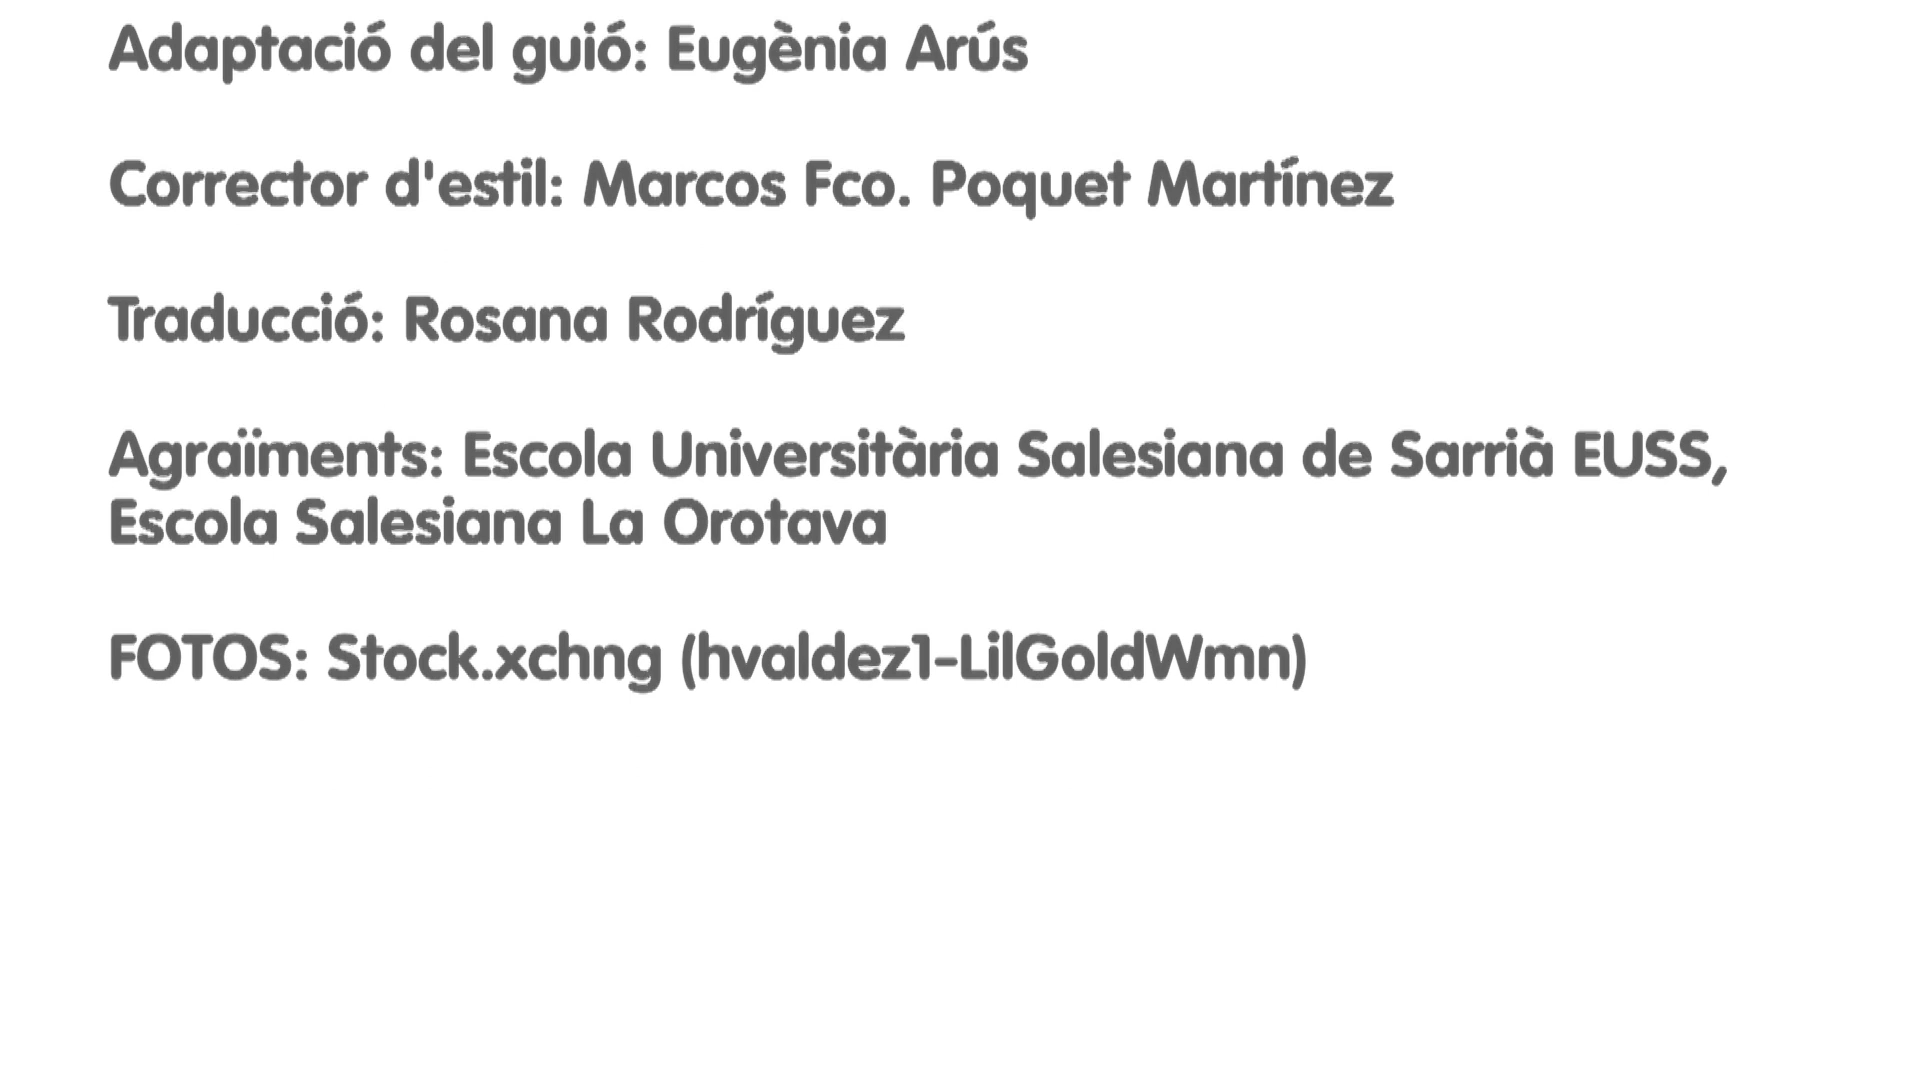 Adaptació del guió: Eugènia Arús
Corrector d'estil: Marcos Fco. Poquet Martínez
Traducció: Rosana Rodríguez
Agraïments: Escola Universitària Salesiana de Sarrià EUSS,
Escola Salesiana La Orotava
FOTOS: Stock.xchng (hvaldez1-LilGoldWmn)